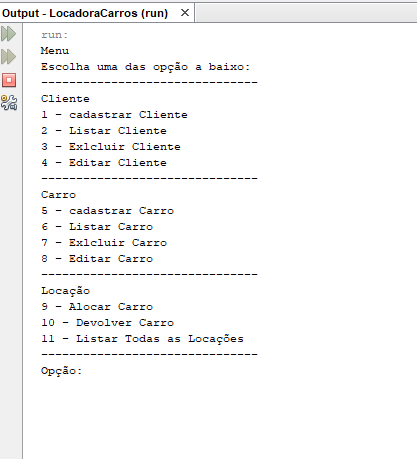 Output - LocadoraCarros (run) ×
run:
Menu
Escolha uma das opção a baixo:
-------------------------------
Cliente
1 - cadastrar Cliente
2 - Listar Cliente
3 - Exlcluir Cliente
4 - Editar Cliente
-------------------------------
Carro
5 - cadastrar Carro
6 - Listar Carro
7 - Exlcluir Carro
8 - Editar Carro
-------------------------------
Locação
9 - Alocar Carro
10 - Devolver Carro
11 - Listar Todas as Locações
-------------------------------
Opção: